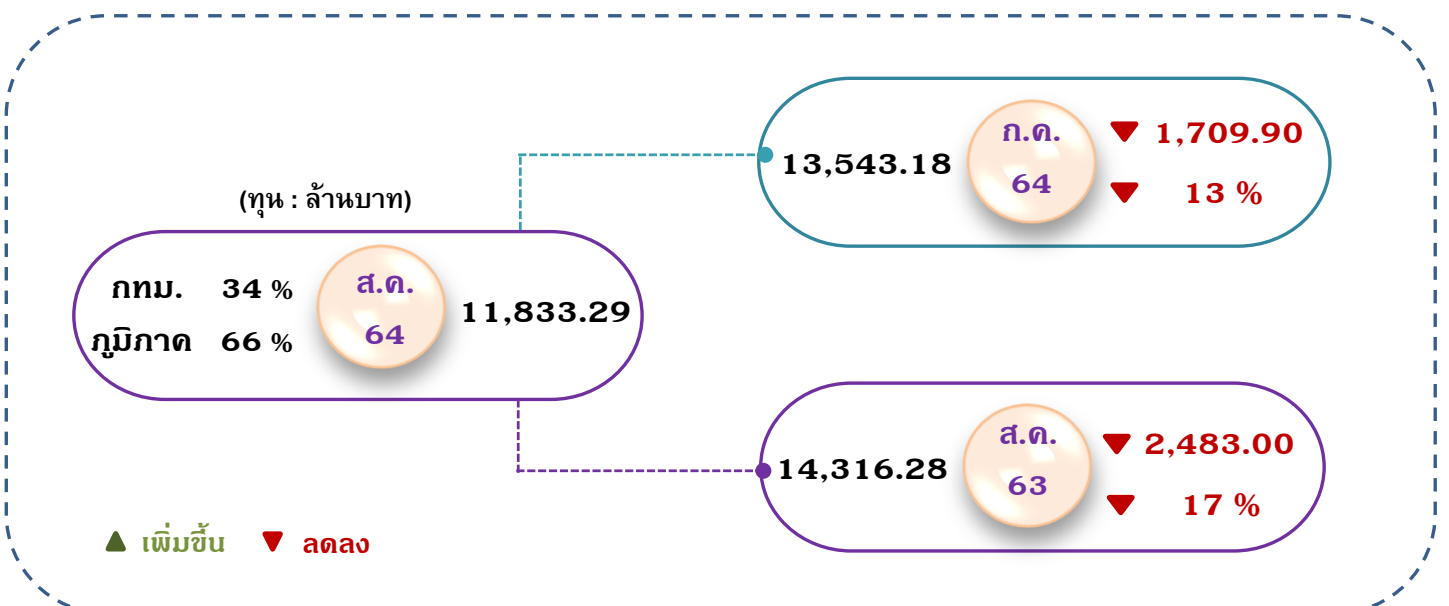 (ทุน : ล้านบาท)
กทม. 34 %
ภูมิภาค 66 %
ส.ค.
64
11,833.29
13,543.18
ก.ค.
64
▼ 1,709.90
▼ 13 %
14,316.28
ส.ค.
63
▼ 2,483.00
▼ 17 %
▲ เพิ่มขึ้น ▼ ลดลง